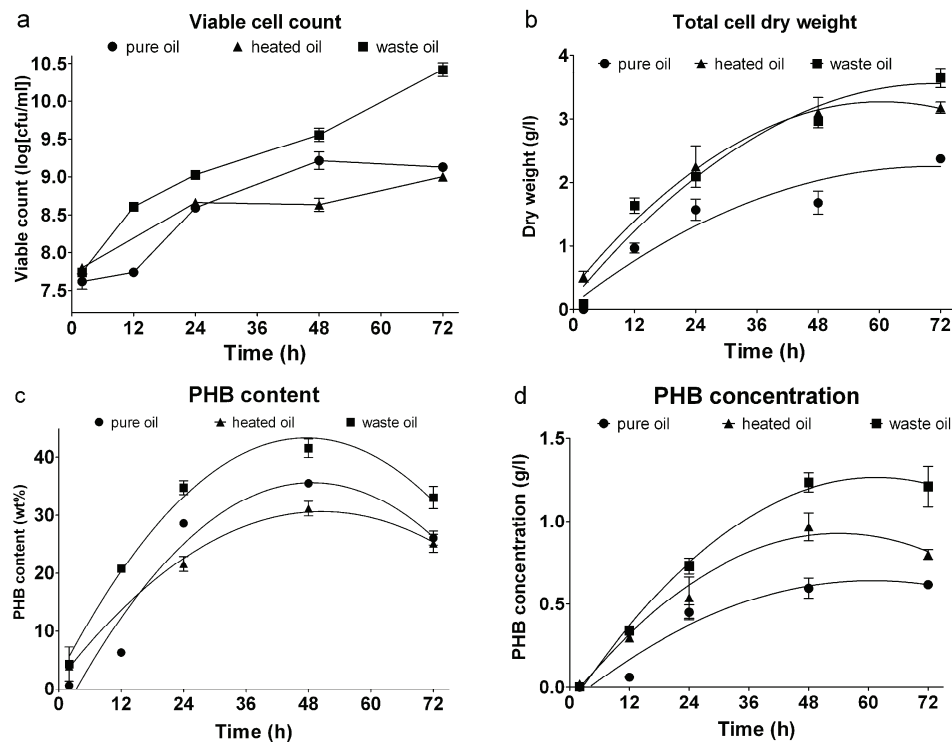 a
Viable cell count
pure oil heated oil waste oil
Viable count (log[cfu/ml])
10.5
10.0
9.5
9.0
8.5
8.0
7.5
0 12 24 36 48 60 72
Time (h)
b
Total cell dry weight
pure oil heated oil waste oil
Dry weight (g/l)
4
3
2
1
0
0 12 24 36 48 60 72
Time (h)
c
PHB content
pure oil heated oil waste oil
PHB content (wt%)
40
30
20
10
0
0 12 24 36 48 60 72
Time (h)
d
PHB concentration
pure oil heated oil waste oil
PHB concentration (g/l)
1.5
1.0
0.5
0.0
0 12 24 36 48 60 72
Time (h)